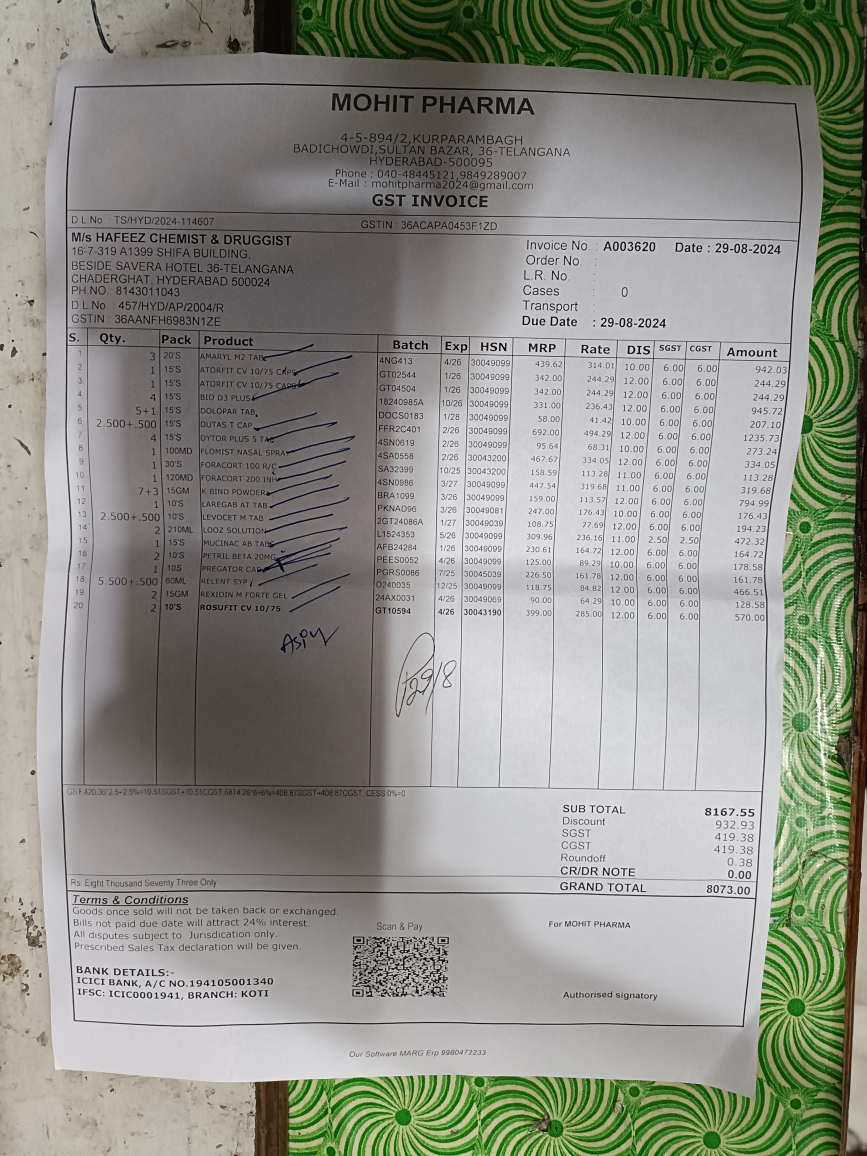 MOHIT PHARMA
4-5-894/2,KURPARAMBAGH
BADICHOWDI,SULTAN BAZAR, 36-TELANGANA
HYDERABAD-500095
Phone : 040-48445121,9849289007
E-Mail : mohitpharma2024@gmail.com
GST INVOICE
D.L.No. TS/HYD/2024-114607 GSTIN : 36ACAPA0453F1ZD
M/s HAFEEZ CHEMIST & DRUGGIST
16-7-319 A1399 SHIFA BUILDING,
BESIDE SAVERA HOTEL 36-TELANGANA
CHADERGHAT, HYDERABAD 500024
PH NO.: 8143011043
D.L.No. : 457/HYD/AP/2004/R
GSTIN : 36AANFH6983N1ZE
Invoice No : A003620 Date : 29-08-2024
Order No. :
L.R. No. :
Cases : 0
Transport :
Due Date : 29-08-2024
S. Qty. Pack Product Batch Exp HSN MRP Rate DIS SGST CGST Amount
1 3 20'S AMARYL M2 TAB 4NG413 4/26 30049099 439.62 314.01 10.00 6.00 6.00 942.03
2 1 15'S ATORFIT CV 10/75 CAPS GT02544 1/26 30049099 342.00 244.29 12.00 6.00 6.00 244.29
3 1 15'S ATORFIT CV 10/75 CAPS GT04504 1/26 30049099 342.00 244.29 12.00 6.00 6.00 244.29
4 4 15'S BIO D3 PLUS 18240985A 10/26 30049099 331.00 236.43 12.00 6.00 6.00 945.72
5 5+1 15'S DOLOPAR TAB DOCS0183 1/28 30049099 58.00 41.42 12.00 6.00 6.00 207.10
6 2.500+.500 15'S DUTAS T CAP FFR2C401 2/26 30049099 692.00 494.29 12.00 6.00 6.00 1235.73
7 4 15'S DYTOR PLUS 5 TAB 4SN0619 2/26 30049099 95.64 68.31 10.00 6.00 6.00 273.24
8 1 100MD FLOMIST NASAL SPRAY 4SA0558 2/26 30043200 467.67 334.05 12.00 6.00 6.00 334.05
9 1 30'S FORACORT 100 R/C SA32399 10/25 30043200 158.59 113.28 11.00 6.00 6.00 113.28
10 1 120MD FORACORT 200 INH 4SN0986 3/27 30049099 447.54 319.68 11.00 6.00 6.00 319.68
11 7+3 15GM K BIND POWDER BRA1099 3/26 30049099 159.00 113.57 12.00 6.00 6.00 794.99
12 1 10'S LAREGAB AT TAB PKNAD96 3/26 30049081 247.00 176.43 10.00 6.00 6.00 176.43
13 2.500+.500 10'S LEVOCET M TAB 2GT24086A 1/27 30049039 108.75 77.69 12.00 6.00 6.00 194.23
14 2 210ML LOOZ SOLUTION L1524353 5/26 30049099 309.96 236.16 11.00 2.50 2.50 472.32
15 1 15'S MUCINAC AB TABS AFB24284 1/26 30049099 230.61 164.72 12.00 6.00 6.00 164.72
16 2 10'S PETRIL BETA 20MG PEES0052 4/26 30049099 125.00 89.29 10.00 6.00 6.00 178.58
17 1 10S PREGATOR CAP PGRS0086 7/25 30045039 226.50 161.78 12.00 6.00 6.00 161.78
18 5.500+.500 60ML RELENT SYP D240035 12/25 30049099 118.75 84.82 12.00 6.00 6.00 466.51
19 2 15GM REXIDIN M FORTE GEL 24AX0031 4/26 30049069 90.00 64.29 10.00 6.00 6.00 128.58
20 2 10'S ROSUFIT CV 10/75 GT10594 4/26 30043190 399.00 285.00 12.00 6.00 6.00 570.00
29/8
GST 420.36*2.5+2.5%=10.51SGST+10.51CGST,6814.26*6+6%=408.87SGST+408.87CGST, CESS:0%=0
SUB TOTAL 8167.55
Discount 932.93
SGST 419.38
CGST 419.38
Roundoff 0.38
CR/DR NOTE 0.00
Rs. Eight Thousand Seventy Three Only
GRAND TOTAL 8073.00
Terms & Conditions
Goods once sold will not be taken back or exchanged.
Bills not paid due date will attract 24% interest.
All disputes subject to Jurisdication only.
Prescribed Sales Tax declaration will be given.
Scan & Pay
For MOHIT PHARMA
BANK DETAILS:-
ICICI BANK, A/C NO.194105001340
IFSC: ICIC0001941, BRANCH: KOTI
Authorised signatory
Our Software MARG Erp 9980472233